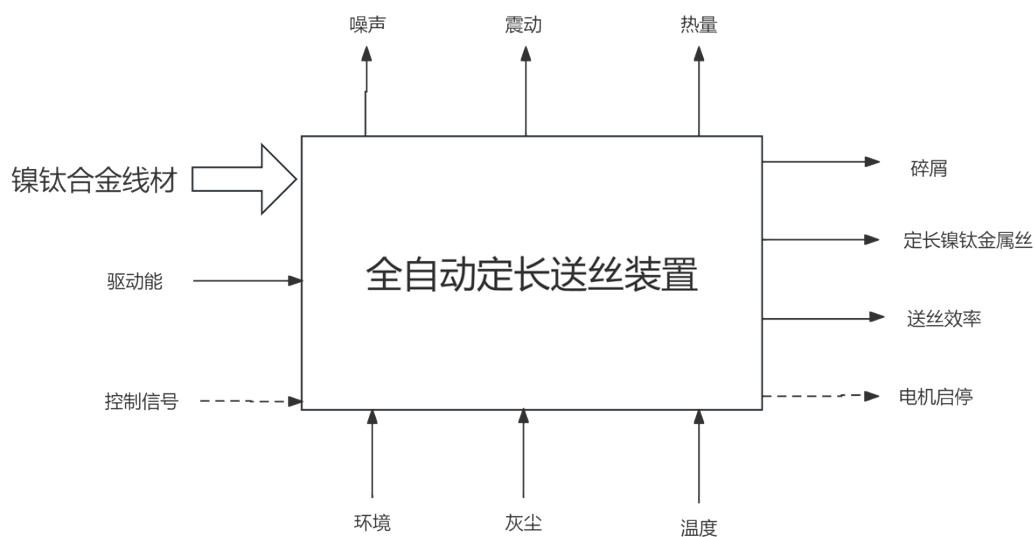 噪声
震动
热量
镍钛合金线材
碎屑
定长镍钛金属丝
全自动定长送丝装置
驱动能
送丝效率
控制信号
电机启停
环境
灰尘
温度